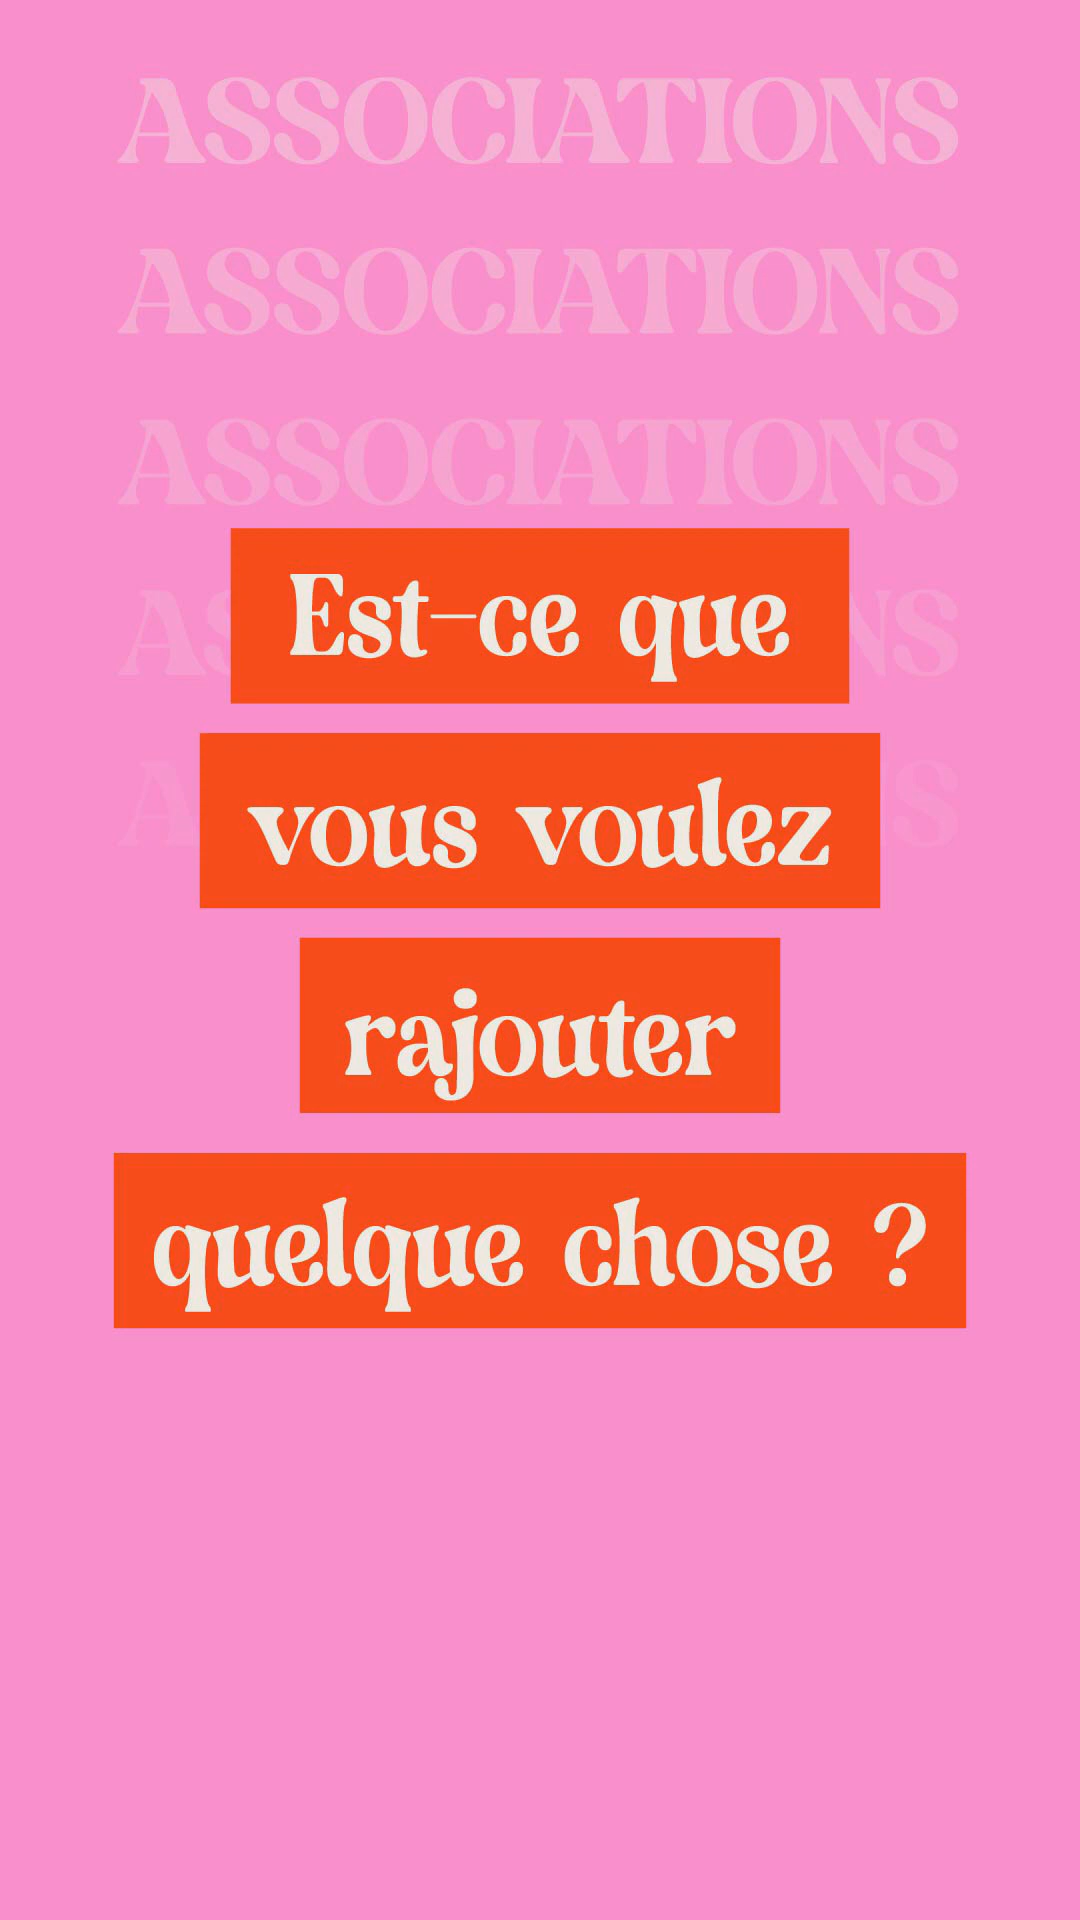 ASSOCIATIONS
ASSOCIATIONS
ASSOCIATIONS
Est-ce que
vous voulez
rajouter
quelque chose ?